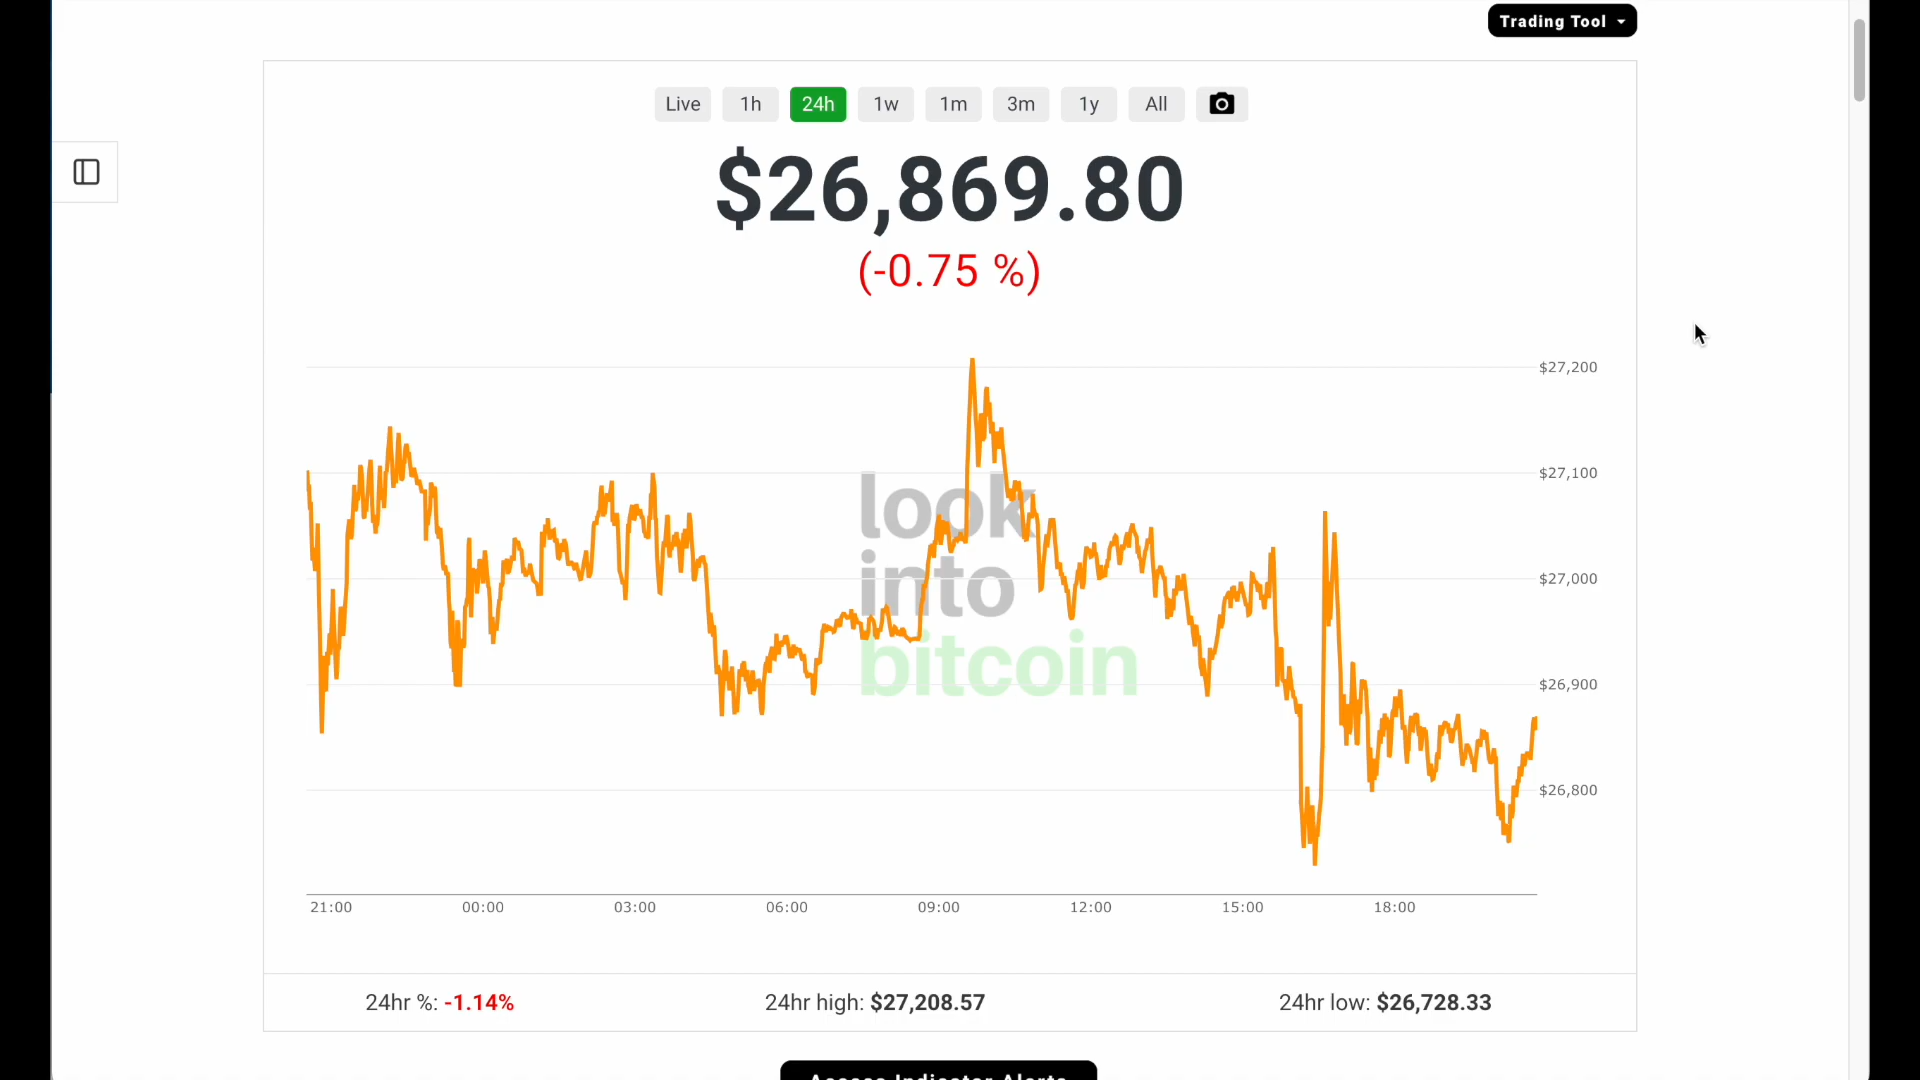 Trading Tool
Live 1h 24h 1w 1m 3m 1y All
$26,869.80
(-0.75 %)
$27,200
$27,100
look
into
$27,000
bitcoin
$26,900
$26,800
21:00 00:00 03:00 06:00 09:00 12:00 15:00 18:00
24hr %: -1.14% 24hr high: $27,208.57 24hr low: $26,728.33
Access Indicator Alerts